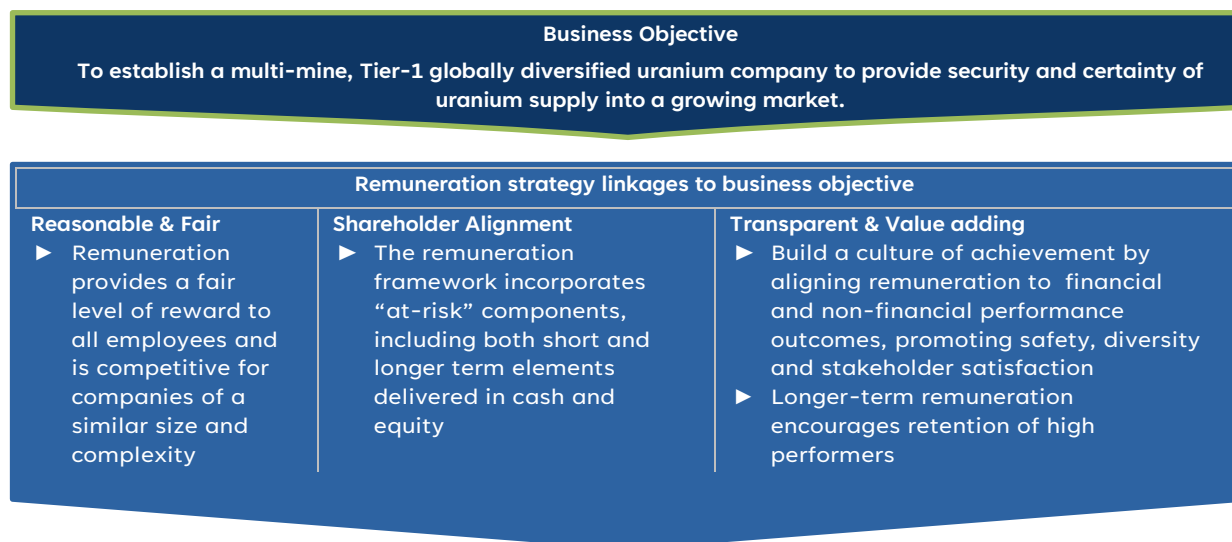 Business Objective
To establish a multi-mine, Tier-1 globally diversified uranium company to provide security and certainty of
uranium supply into a growing market.
Remuneration strategy linkages to business objective
Reasonable & Fair
► Remuneration
provides a fair
level of reward to
all employees and
is competitive for
companies of a
similar size and
complexity
Shareholder Alignment
► The remuneration
framework incorporates
“at-risk” components,
including both short and
longer term elements
delivered in cash and
equity
Transparent & Value adding
► Build a culture of achievement by
aligning remuneration to financial
and non-financial performance
outcomes, promoting safety, diversity
and stakeholder satisfaction
► Longer-term remuneration
encourages retention of high
performers